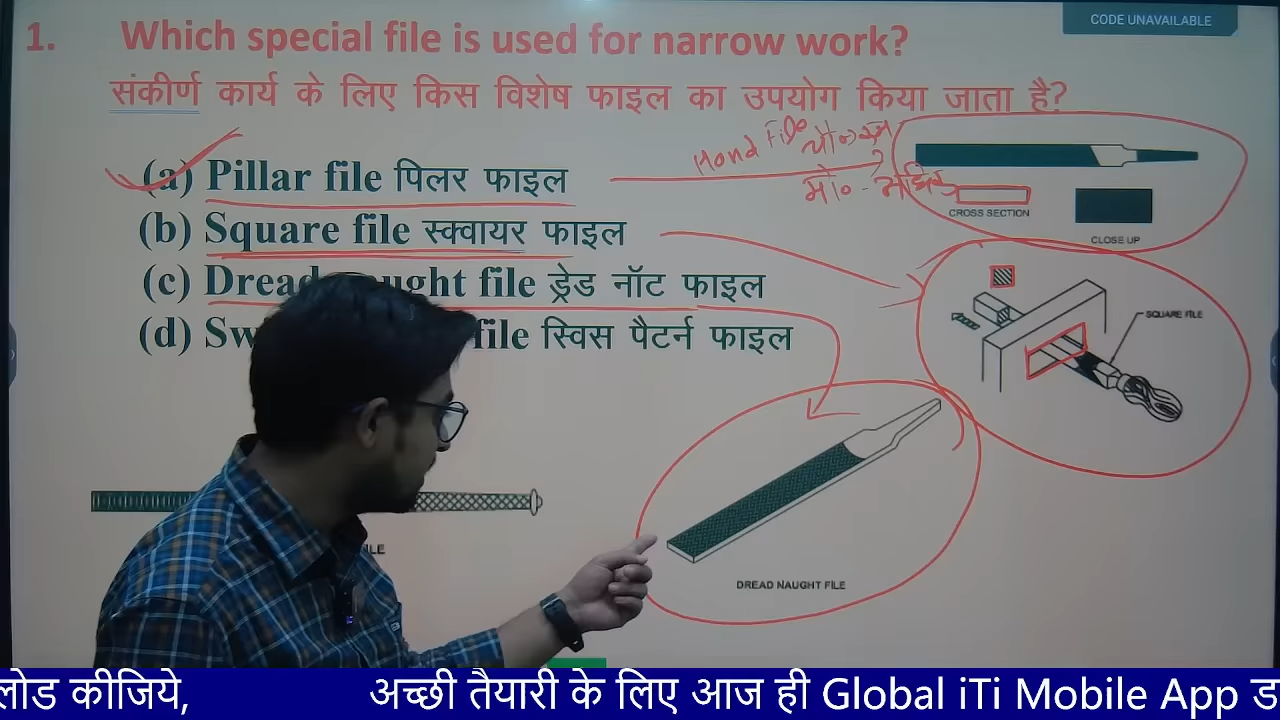 CODE UNAVAILABLE
1. Which special file is used for narrow work?
संकीर्ण कार्य के लिए किस विशेष फाइल का उपयोग किया जाता है?
(a) Pillar file पिलर फाइल
Hand File
CROSS SECTION
CLOSE UP
(b) Square file स्क्वायर फाइल
SQUARE FILE
(c) Dread naught file ड्रेड नॉट फाइल
(d) Sw file स्विस पैटर्न फाइल
DREAD NAUGHT FILE
लोड कीजिये, अच्छी तैयारी के लिए आज ही Global iTi Mobile App ड